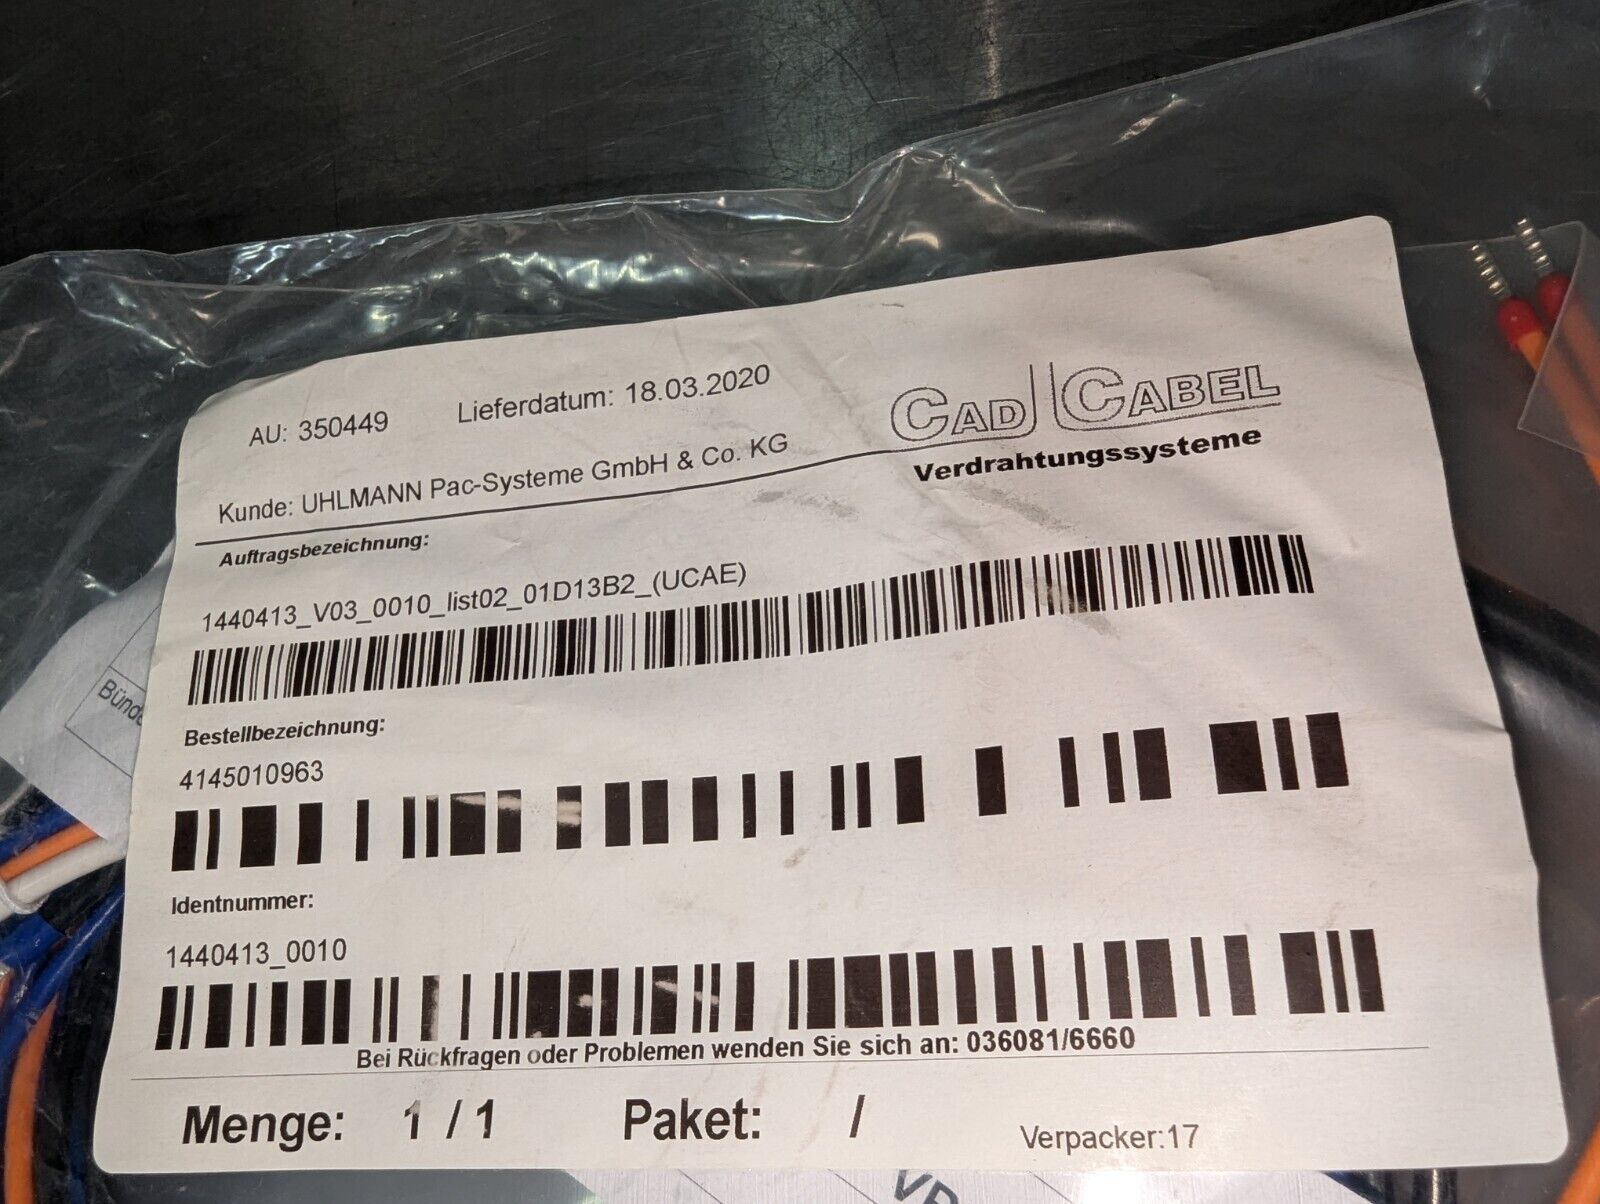 AU: 350449 Lieferdatum: 18.03.2020
CAD CABEL
Verdrahtungssysteme
Kunde: UHLMANN Pac-Systeme GmbH & Co. KG
Auftragsbezeichnung:
1440413_V03_0010_list02_01D13B2_(UCAE)
Bestellbezeichnung:
4145010963
Identnummer:
1440413_0010
Bei Rückfragen oder Problemen wenden Sie sich an: 036081/6660
Menge: 1 / 1 Paket: / Verpacker:17